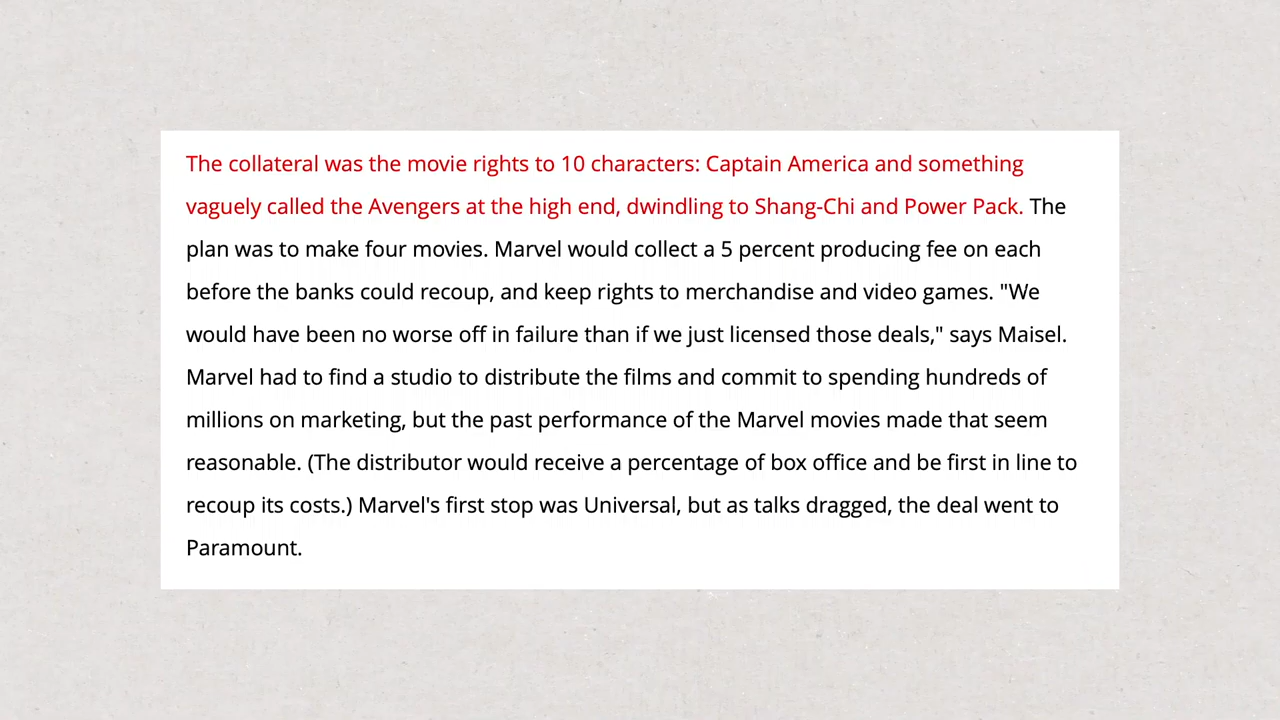 The collateral was the movie rights to 10 characters: Captain America and something
vaguely called the Avengers at the high end, dwindling to Shang-Chi and Power Pack. The
plan was to make four movies. Marvel would collect a 5 percent producing fee on each
before the banks could recoup, and keep rights to merchandise and video games. "We
would have been no worse off in failure than if we just licensed those deals," says Maisel.
Marvel had to find a studio to distribute the films and commit to spending hundreds of
millions on marketing, but the past performance of the Marvel movies made that seem
reasonable. (The distributor would receive a percentage of box office and be first in line to
recoup its costs.) Marvel's first stop was Universal, but as talks dragged, the deal went to
Paramount.